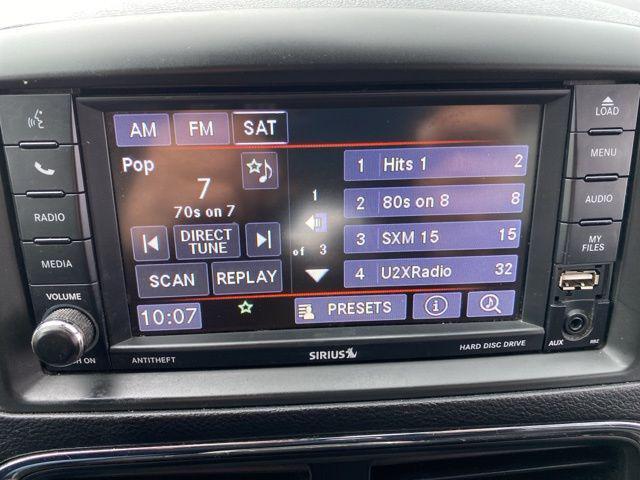 LOAD
MENU
AUDIO
MY
FILES
RADIO
MEDIA
VOLUME
AM FM SAT
Pop
7
70s on 7
DIRECT
TUNE
SCAN REPLAY
10:07
1
of 3
1 Hits 1 2
2 80s on 8 8
3 SXM 15 15
4 U2XRadio 32
PRESETS
ANTITHEFT
SIRIUS
HARD DISC DRIVE
AUX
RBZ